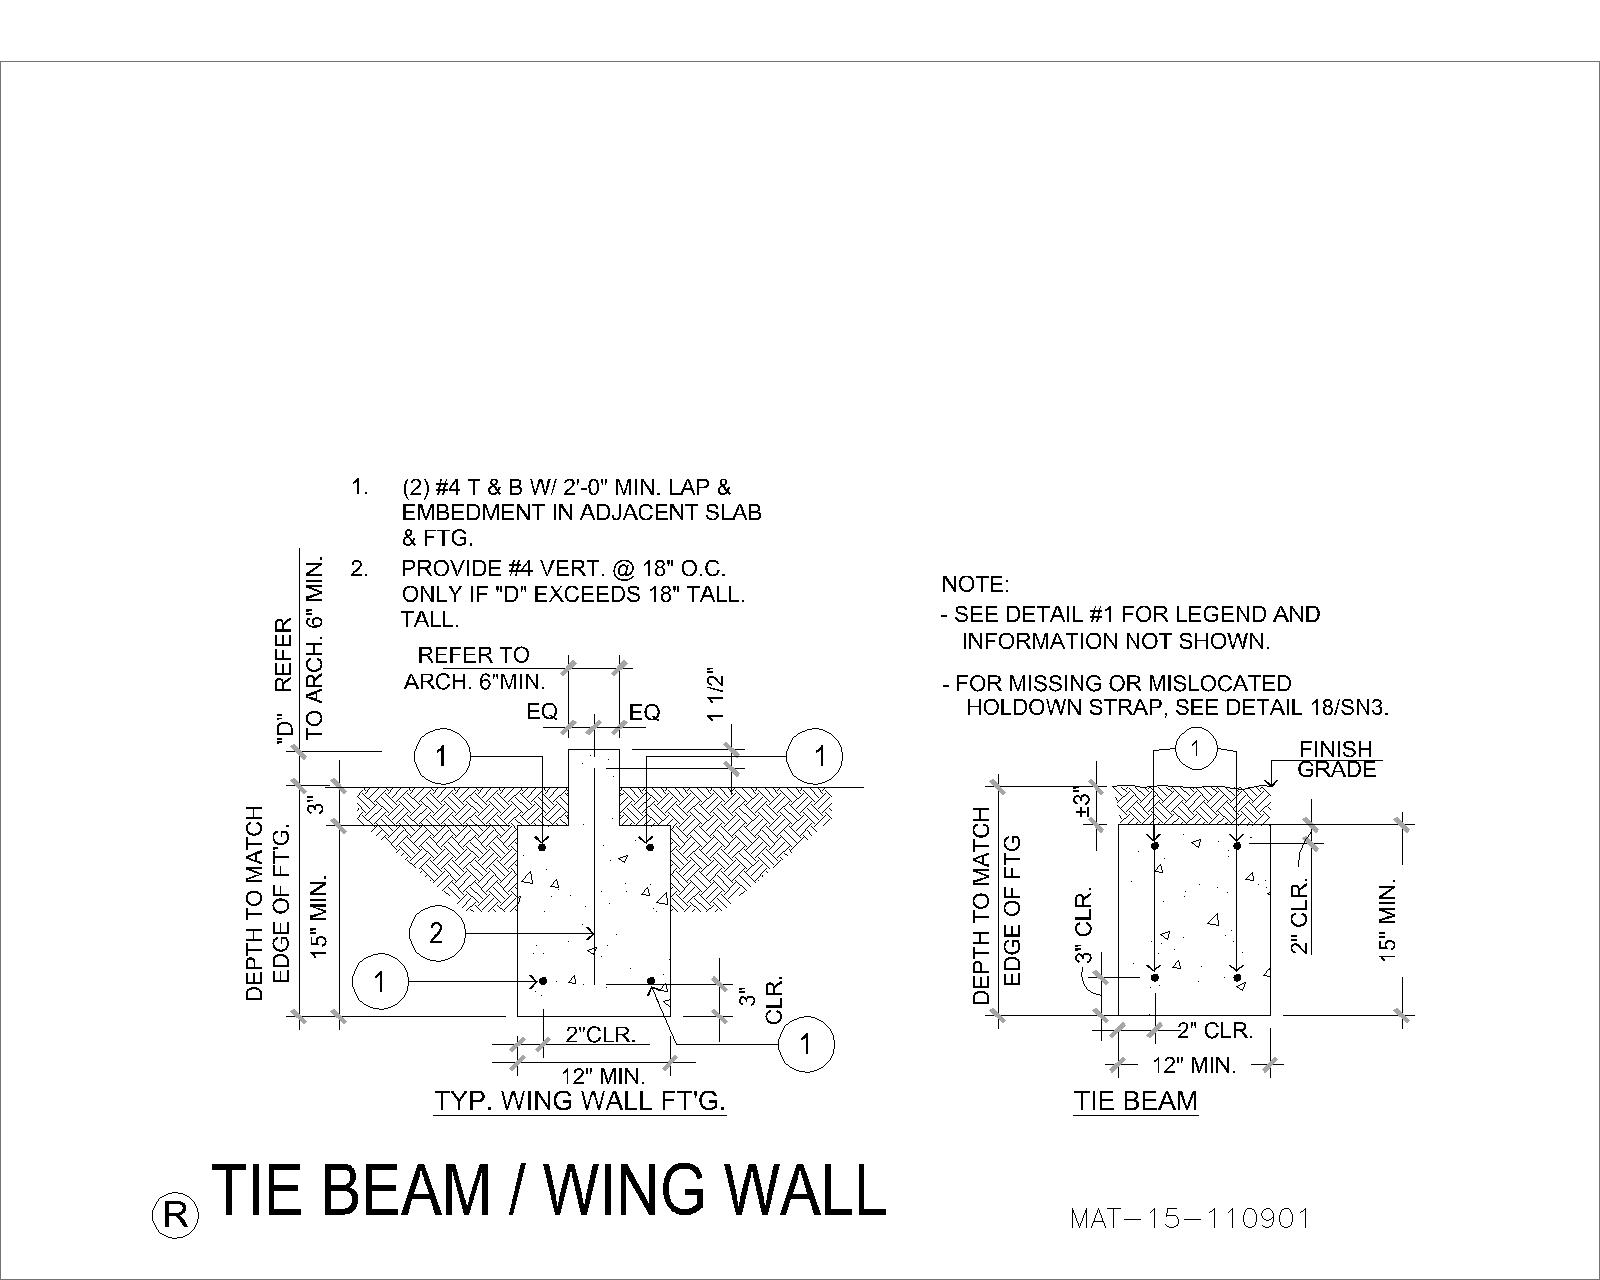 1. (2) #4 T & B W/ 2'-0" MIN. LAP &
EMBEDMENT IN ADJACENT SLAB
& FTG.
2. PROVIDE #4 VERT. @ 18" O.C.
ONLY IF "D" EXCEEDS 18" TALL.
TALL.
"D" REFER
TO ARCH. 6" MIN.
REFER TO
ARCH. 6"MIN.
EQ
EQ
1 1/2"
1
1
3"
DEPTH TO MATCH
EDGE OF FT'G.
15" MIN.
2
1
3"
CLR.
1
2"CLR.
12" MIN.
TYP. WING WALL FT'G.
NOTE:
- SEE DETAIL #1 FOR LEGEND AND
INFORMATION NOT SHOWN.
- FOR MISSING OR MISLOCATED
HOLDOWN STRAP, SEE DETAIL 18/SN3.
1
FINISH
GRADE
±3"
DEPTH TO MATCH
EDGE OF FTG
3" CLR.
2" CLR.
15" MIN.
2" CLR.
12" MIN.
TIE BEAM
R TIE BEAM / WING WALL
MAT-15-110901